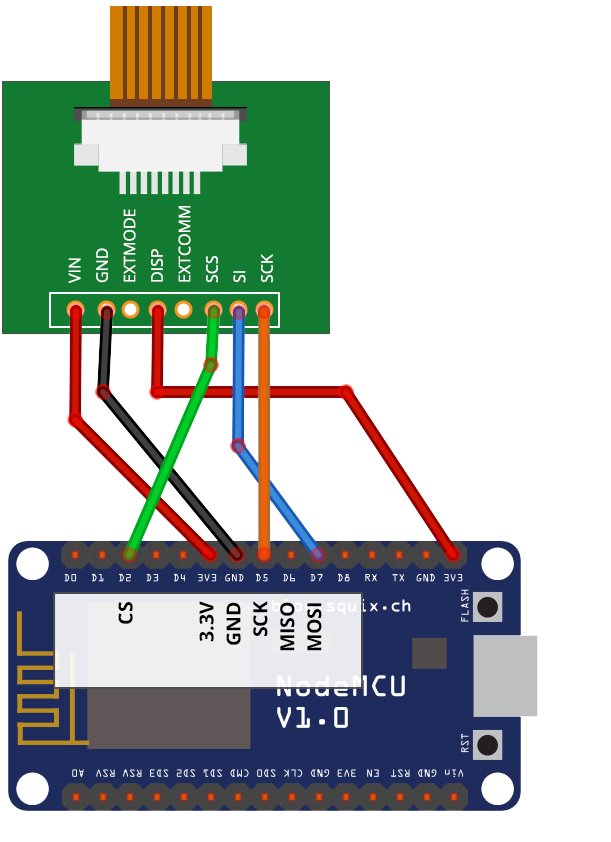 VIN GND EXTMODE DISP EXTCOMM SCS SI SCK
D0 D1 D2 D3 D4 3V3 GND D5 D6 D7 D8 RX TX GND 3V3
CS 3.3V GND SCK MISO MOSI
blog.squix.ch
FLASH
NodeMCU
V1.0
RST
A0 RSV RSV SD3 SD2 SD1 CMD SD0 CLK GND 3V3 EN RST GND Vin